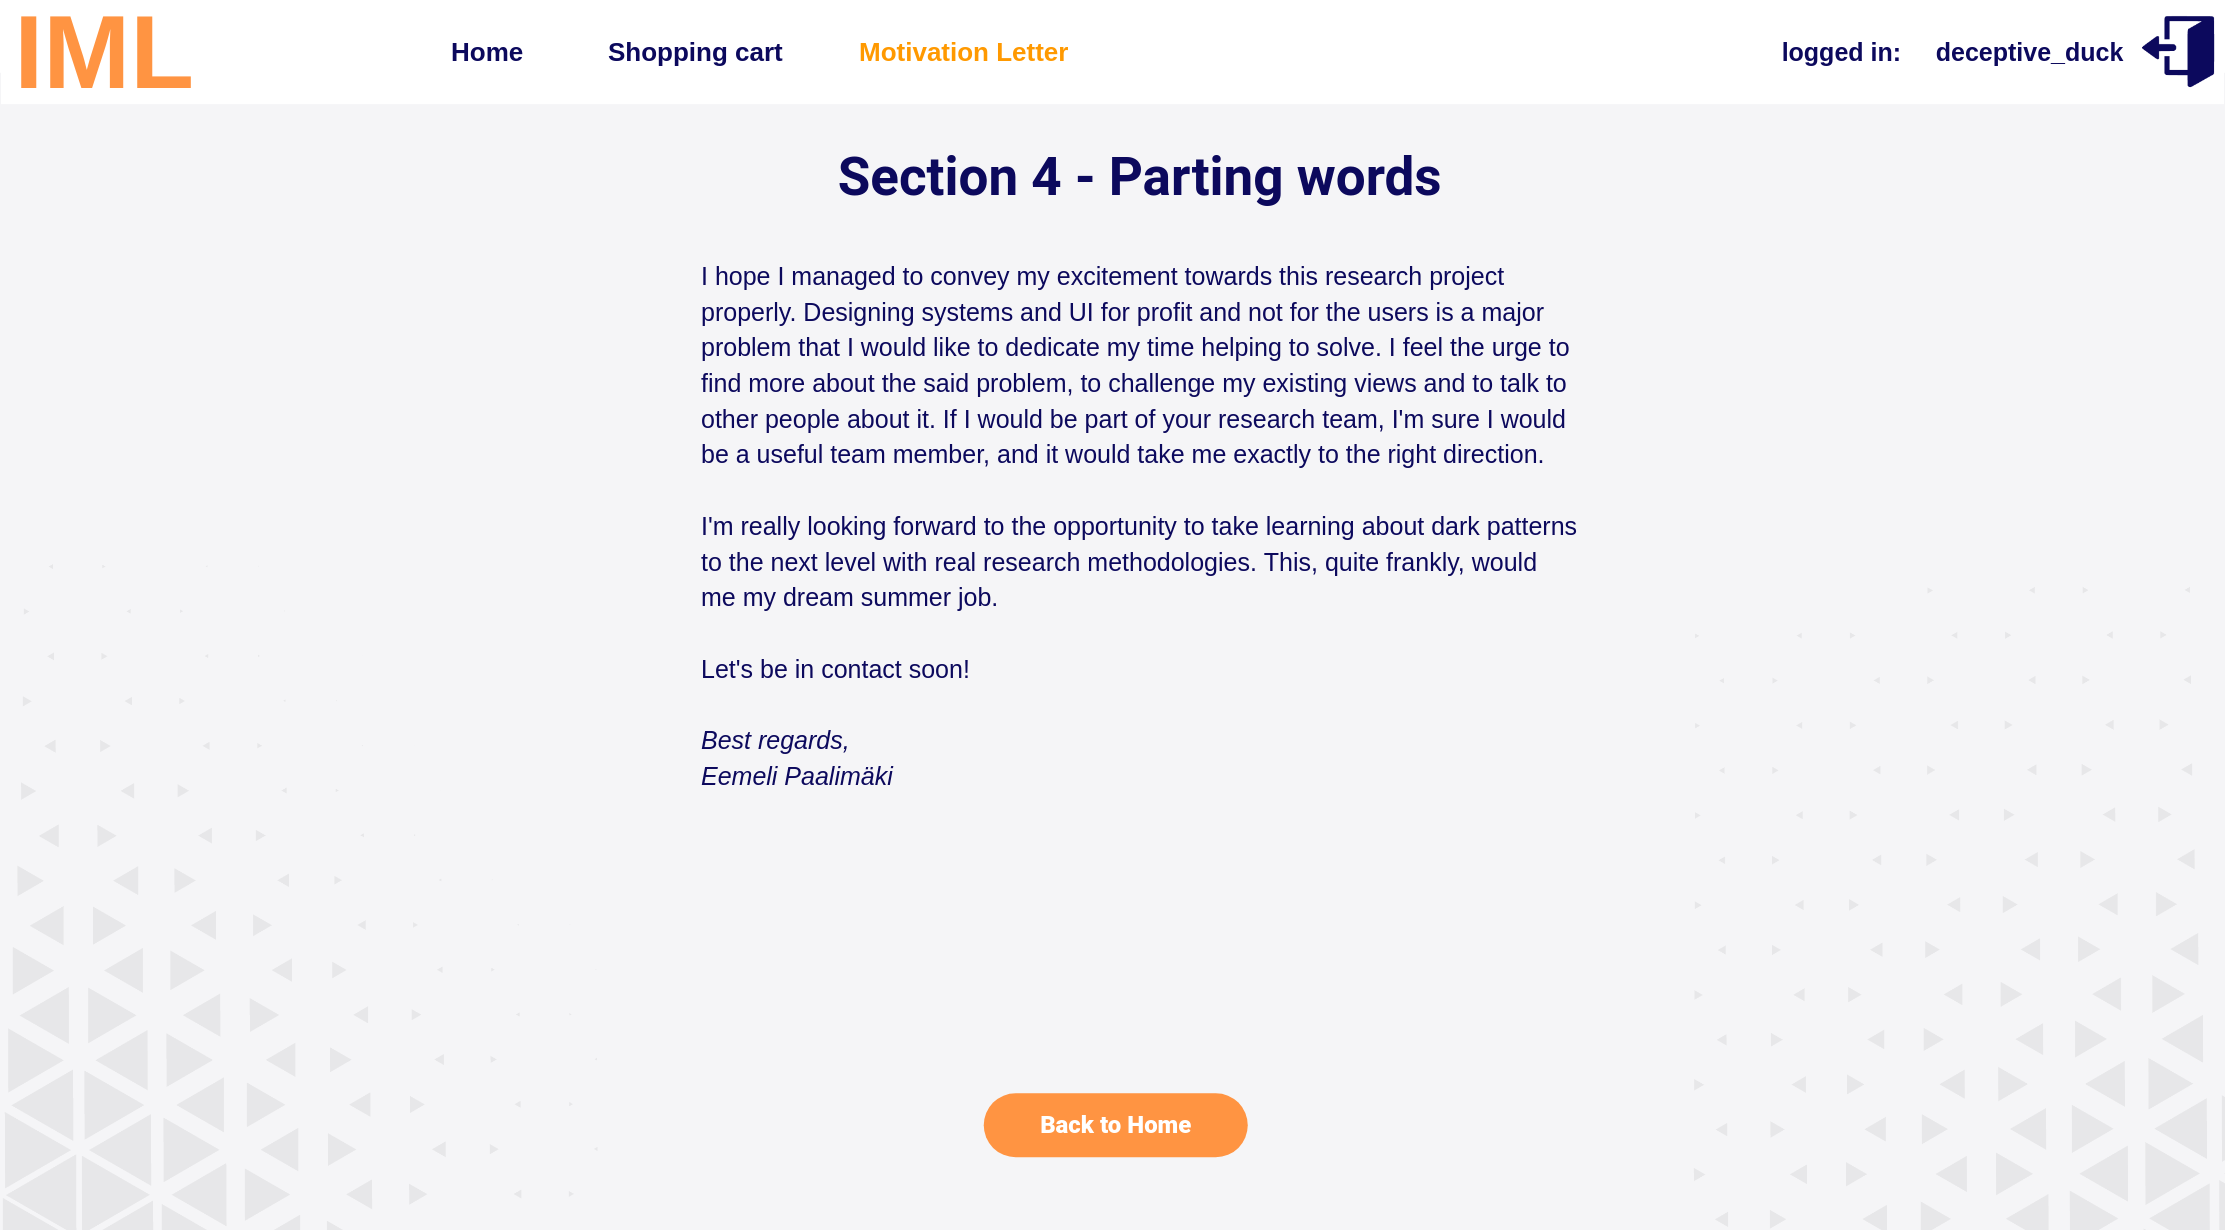 IML
Home
Shopping cart
Motivation Letter
logged in:
deceptive_duck
Section 4 - Parting words
I hope I managed to convey my excitement towards this research project
properly. Designing systems and UI for profit and not for the users is a major
problem that I would like to dedicate my time helping to solve. I feel the urge to
find more about the said problem, to challenge my existing views and to talk to
other people about it. If I would be part of your research team, I'm sure I would
be a useful team member, and it would take me exactly to the right direction.
I'm really looking forward to the opportunity to take learning about dark patterns
to the next level with real research methodologies. This, quite frankly, would
me my dream summer job.
Let's be in contact soon!
Best regards,
Eemeli Paalimäki
Back to Home